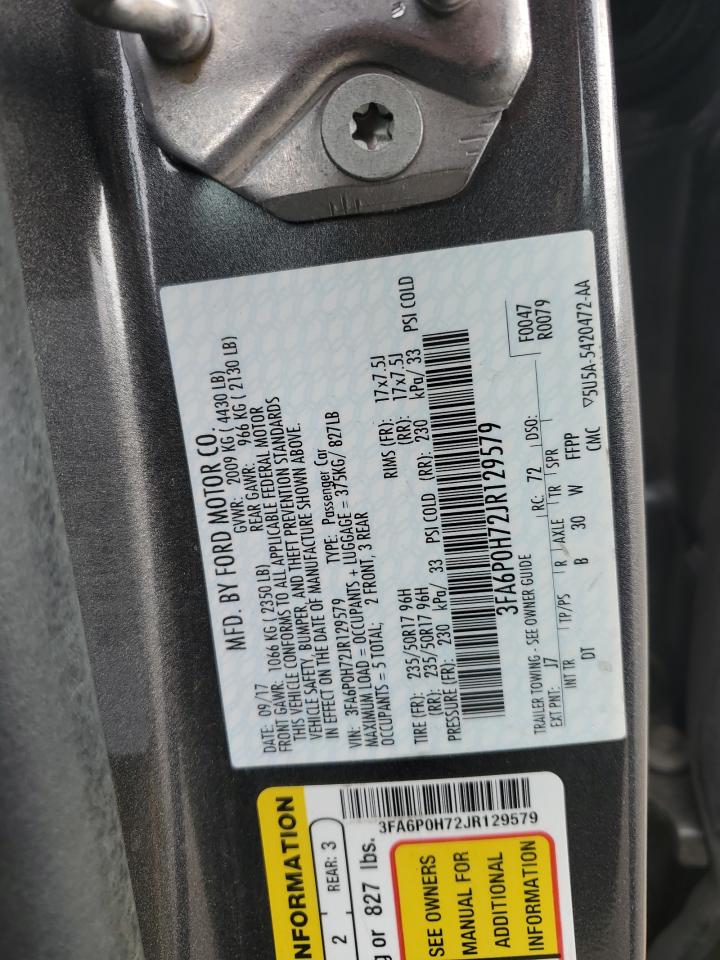 MFD. BY FORD MOTOR CO.
DATE: 09/17 GVWR: 2009 KG ( 4430 LB)
FRONT GAWR: 1066 KG ( 2350 LB) REAR GAWR: 966 KG ( 2130 LB)
THIS VEHICLE CONFORMS TO ALL APPLICABLE FEDERAL MOTOR
VEHICLE SAFETY, BUMPER, AND THEFT PREVENTION STANDARDS
IN EFFECT ON THE DATE OF MANUFACTURE SHOWN ABOVE.
VIN: 3FA6P0H72JR129579 TYPE: Passenger Car
MAXIMUM LOAD = OCCUPANTS + LUGGAGE = 375KG/ 827LB
OCCUPANTS = 5 TOTAL; 2 FRONT, 3 REAR
TIRE (FR): 235/50R17 96H RIMS (FR): 17x7.5J
(RR): 235/50R17 96H (RR): 17x7.5J
PRESSURE (FR): 230 kPa/ 33 PSI COLD (RR): 230 kPa/ 33 PSI COLD
3FA6P0H72JR129579
F0047
R0079
TRAILER TOWING - SEE OWNER GUIDE
EXT PNT: J7 RC: 72 DSO:
INT TR TP/PS R AXLE TR SPR
DT B 30 W FFPP
CMC ▽5U5A-5420472-AA
3FA6P0H72JR129579
INFORMATION
2 REAR: 3
or 827 lbs.
SEE OWNERS
MANUAL FOR
ADDITIONAL
INFORMATION